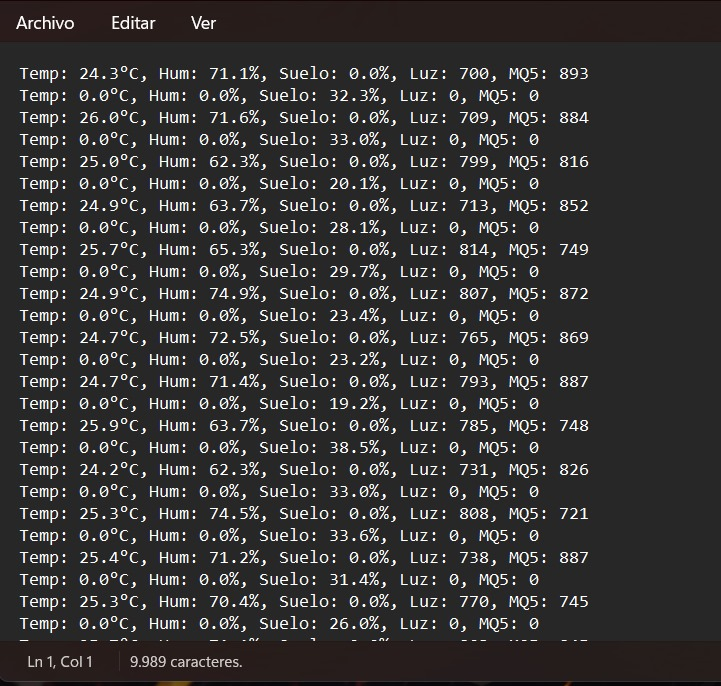 Archivo Editar Ver
Temp: 24.3°C, Hum: 71.1%, Suelo: 0.0%, Luz: 700, MQ5: 893
Temp: 0.0°C, Hum: 0.0%, Suelo: 32.3%, Luz: 0, MQ5: 0
Temp: 26.0°C, Hum: 71.6%, Suelo: 0.0%, Luz: 709, MQ5: 884
Temp: 0.0°C, Hum: 0.0%, Suelo: 33.0%, Luz: 0, MQ5: 0
Temp: 25.0°C, Hum: 62.3%, Suelo: 0.0%, Luz: 799, MQ5: 816
Temp: 0.0°C, Hum: 0.0%, Suelo: 20.1%, Luz: 0, MQ5: 0
Temp: 24.9°C, Hum: 63.7%, Suelo: 0.0%, Luz: 713, MQ5: 852
Temp: 0.0°C, Hum: 0.0%, Suelo: 28.1%, Luz: 0, MQ5: 0
Temp: 25.7°C, Hum: 65.3%, Suelo: 0.0%, Luz: 814, MQ5: 749
Temp: 0.0°C, Hum: 0.0%, Suelo: 29.7%, Luz: 0, MQ5: 0
Temp: 24.9°C, Hum: 74.9%, Suelo: 0.0%, Luz: 807, MQ5: 872
Temp: 0.0°C, Hum: 0.0%, Suelo: 23.4%, Luz: 0, MQ5: 0
Temp: 24.7°C, Hum: 72.5%, Suelo: 0.0%, Luz: 765, MQ5: 869
Temp: 0.0°C, Hum: 0.0%, Suelo: 23.2%, Luz: 0, MQ5: 0
Temp: 24.7°C, Hum: 71.4%, Suelo: 0.0%, Luz: 793, MQ5: 887
Temp: 0.0°C, Hum: 0.0%, Suelo: 19.2%, Luz: 0, MQ5: 0
Temp: 25.9°C, Hum: 63.7%, Suelo: 0.0%, Luz: 785, MQ5: 748
Temp: 0.0°C, Hum: 0.0%, Suelo: 38.5%, Luz: 0, MQ5: 0
Temp: 24.2°C, Hum: 62.3%, Suelo: 0.0%, Luz: 731, MQ5: 826
Temp: 0.0°C, Hum: 0.0%, Suelo: 33.0%, Luz: 0, MQ5: 0
Temp: 25.3°C, Hum: 74.5%, Suelo: 0.0%, Luz: 808, MQ5: 721
Temp: 0.0°C, Hum: 0.0%, Suelo: 33.6%, Luz: 0, MQ5: 0
Temp: 25.4°C, Hum: 71.2%, Suelo: 0.0%, Luz: 738, MQ5: 887
Temp: 0.0°C, Hum: 0.0%, Suelo: 31.4%, Luz: 0, MQ5: 0
Temp: 25.3°C, Hum: 70.4%, Suelo: 0.0%, Luz: 770, MQ5: 745
Temp: 0.0°C, Hum: 0.0%, Suelo: 26.0%, Luz: 0, MQ5: 0
Ln 1, Col 1 9.989 caracteres.